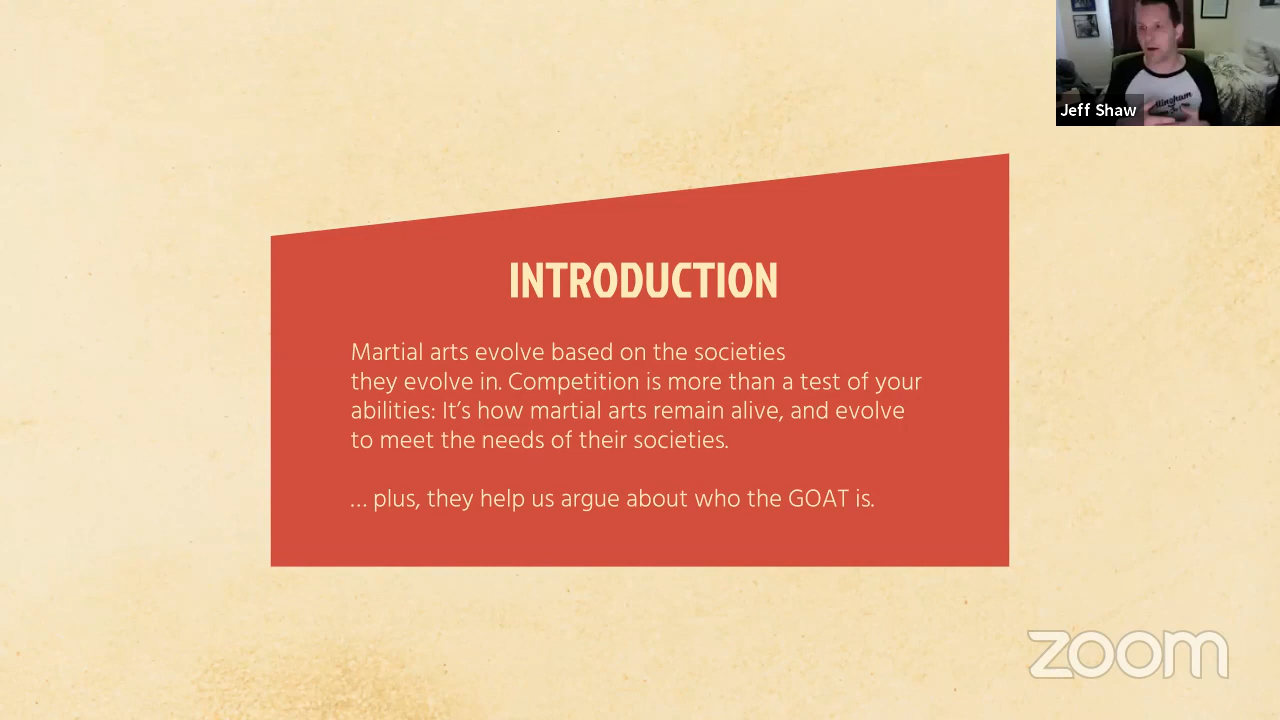 Jeff Shaw
INTRODUCTION
Martial arts evolve based on the societies
they evolve in. Competition is more than a test of your
abilities: It’s how martial arts remain alive, and evolve
to meet the needs of their societies.
... plus, they help us argue about who the GOAT is.
zoom